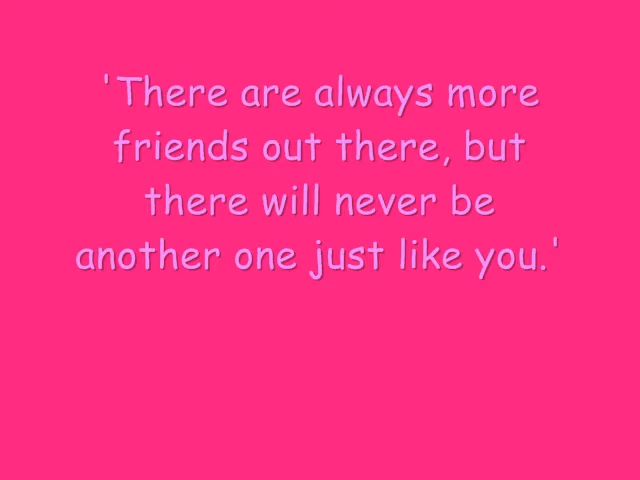 'There are always more
friends out there, but
there will never be
another one just like you.'